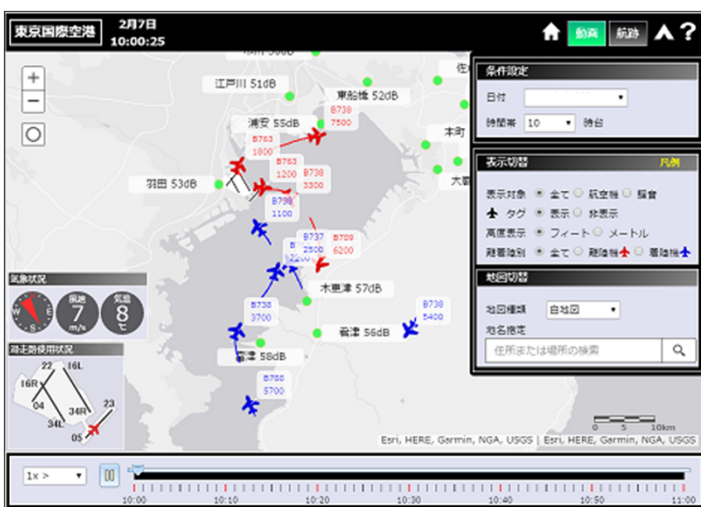 東京国際空港
2月7日
10:00:25
動画
航跡
?
江戸川 51dB
東船橋 52dB
浦安 55dB
本町
羽田 53dB
木更津 57dB
君津 56dB
富津 58dB
B738
7500
B763
1800
B763
1200
B738
3300
B738
1100
B737
2500
B789
6200
B738
3700
B738
5400
B788
5700
条件設定
日付
時間帯 10 時台
表示切替 凡例
表示対象 全て 航空機 騒音
タグ 表示 非表示
高度表示 フィート メートル
離着陸別 全て 離陸機 着陸機
地図切替
地図種類 白地図
地名指定
住所または場所の検索
気象状況
N
E
S
W
風速
7
m/s
気温
8
℃
滑走路使用状況
22
16L
16R
04
34R
23
34L
05
0 5 10km
Esri, HERE, Garmin, NGA, USGS | Esri, HERE, Garmin, NGA, USGS
1x >
10:00 10:10 10:20 10:30 10:40 10:50 11:00